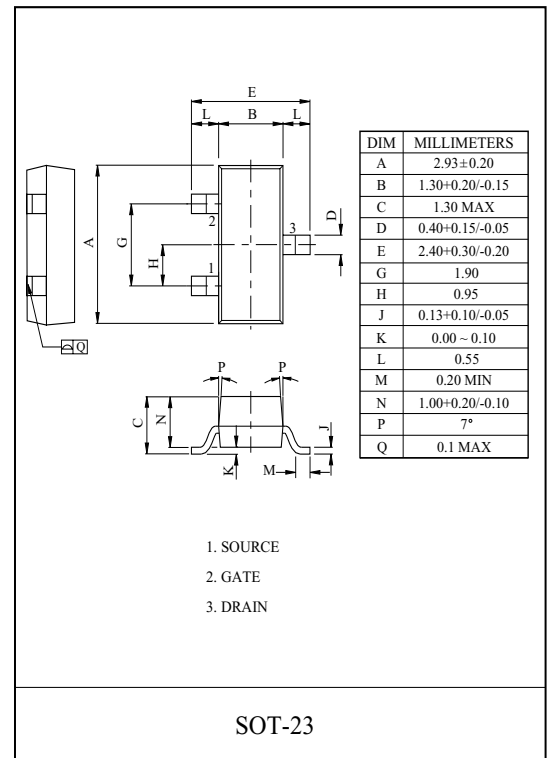 E
L B L
A
G
H
2
1
3
D
D Q
P P
C
N
K
M
J
DIM MILLIMETERS
A 2.93±0.20
B 1.30+0.20/-0.15
C 1.30 MAX
D 0.40+0.15/-0.05
E 2.40+0.30/-0.20
G 1.90
H 0.95
J 0.13+0.10/-0.05
K 0.00 ~ 0.10
L 0.55
M 0.20 MIN
N 1.00+0.20/-0.10
P 7°
Q 0.1 MAX
1. SOURCE
2. GATE
3. DRAIN
SOT-23